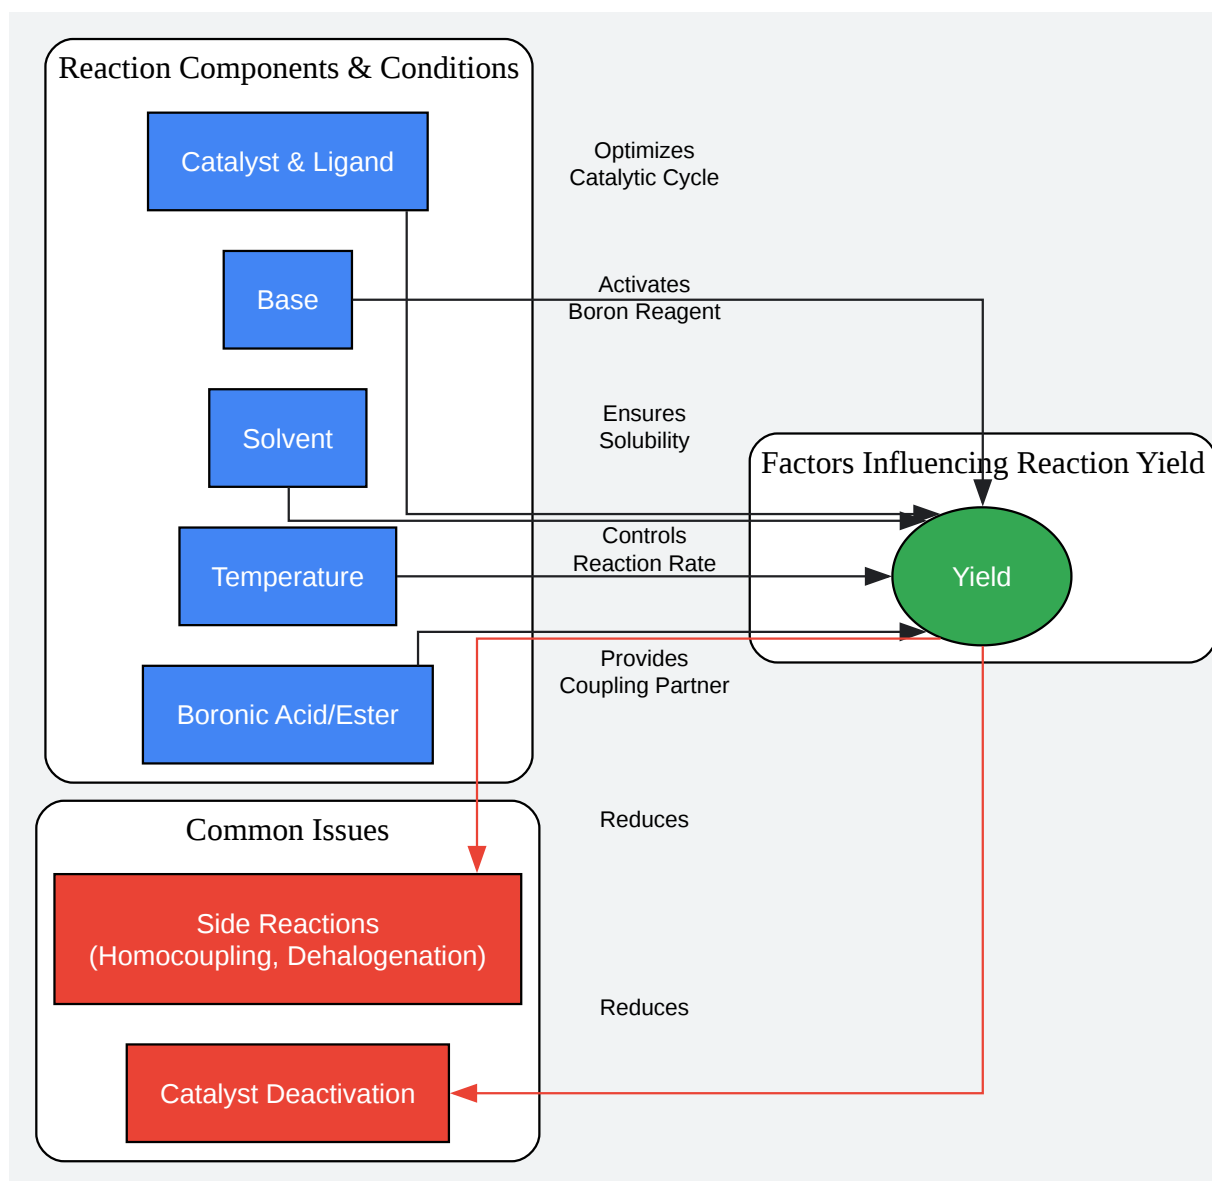 Reaction Components & Conditions
Catalyst & Ligand
Optimizes
Catalytic Cycle
Base
Activates
Boron Reagent
Solvent
Ensures
Solubility
Factors Influencing Reaction Yield
Temperature
Controls
Reaction Rate
Yield
Boronic Acid/Ester
Provides
Coupling Partner
Common Issues
Reduces
Side Reactions
(Homocoupling, Dehalogenation)
Reduces
Catalyst Deactivation